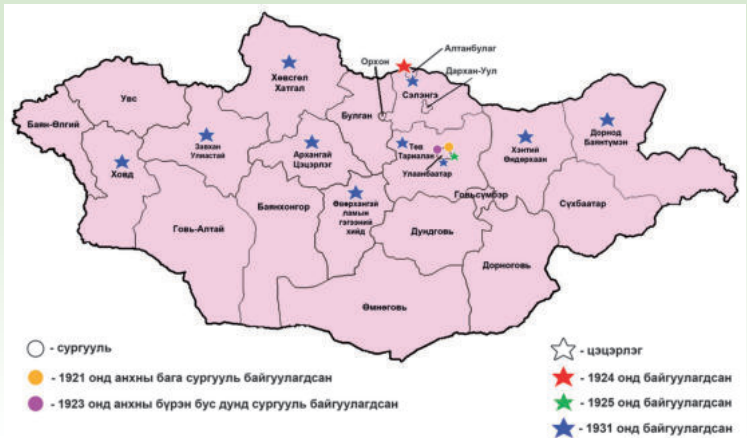 Алтанбулаг
Орхон
Дархан-Уул
Хөвсгөл
Хатгал
Сэлэнгэ
Увс
Булган
Баян-Өлгий
Завхан
Улиастай
Архангай
Цэцэрлэг
Төв
Тариалан
Улаанбаатар
Хэнтий
Өндөрхаан
Дорнод
Баянтүмэн
Ховд
Говь-Алтай
Баянхонгор
Өвөрхангай
ламын
гэгээний
хийд
Говьсүмбэр
Сүхбаатар
Дундговь
Дорноговь
Өмнөговь
- сургууль
- 1921 онд анхны бага сургууль байгуулагдсан
- 1923 онд анхны бүрэн бус дунд сургууль байгуулагдсан
- цэцэрлэг
- 1924 онд байгуулагдсан
- 1925 онд байгуулагдсан
- 1931 онд байгуулагдсан